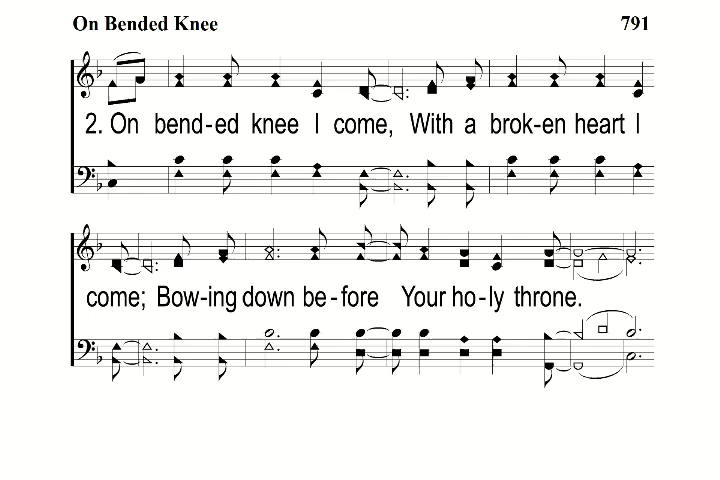 On Bended Knee 791
2. On bend-ed knee I come, With a brok-en heart I
come; Bow-ing down be-fore Your ho-ly throne.